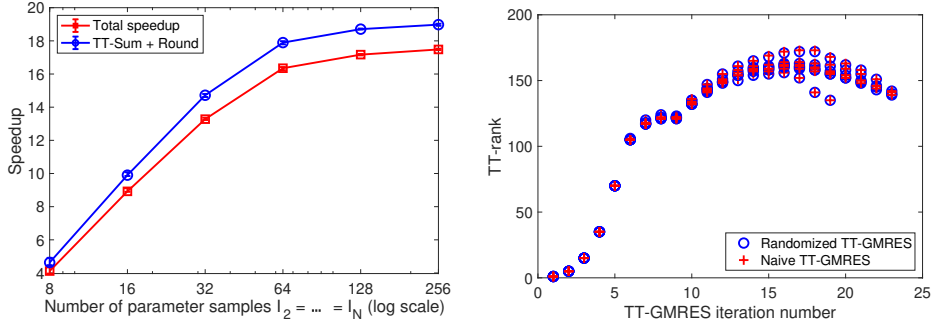 20
18
16
14
12
10
8
6
4
Speedup
Total speedup
TT-Sum + Round
8 16 32 64 128 256
Number of parameter samples I_2 = ... = I_N (log scale)
200
150
100
50
0
TT-rank
Randomized TT-GMRES
Naive TT-GMRES
0 5 10 15 20 25
TT-GMRES iteration number